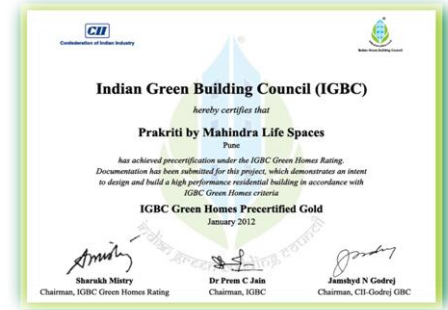 CII
Confederation of Indian Industry
Indian Green Building Council
Indian Green Building Council (IGBC)
hereby certifies that
Prakriti by Mahindra Life Spaces
Pune
has achieved precertification under the IGBC Green Homes Rating.
Documentation has been submitted for this project, which demonstrates an intent
to design and build a high performance residential building in accordance with
IGBC Green Homes criteria
IGBC Green Homes Precertified Gold
January 2012
indian green building council
Sharukh Mistry
Chairman, IGBC Green Homes Rating
Dr Prem C Jain
Chairman, IGBC
Jamshyd N Godrej
Chairman, CII-Godrej GBC